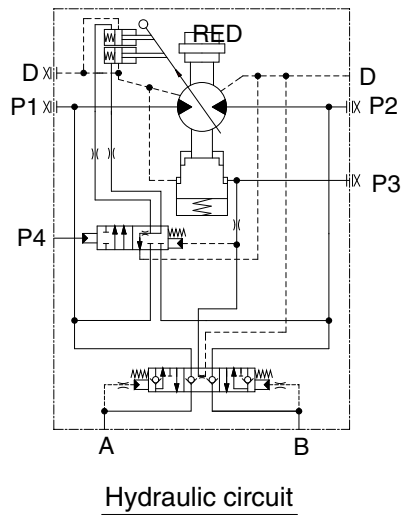 RED
D
D
P1
P2
P3
P4
A
B
Hydraulic circuit